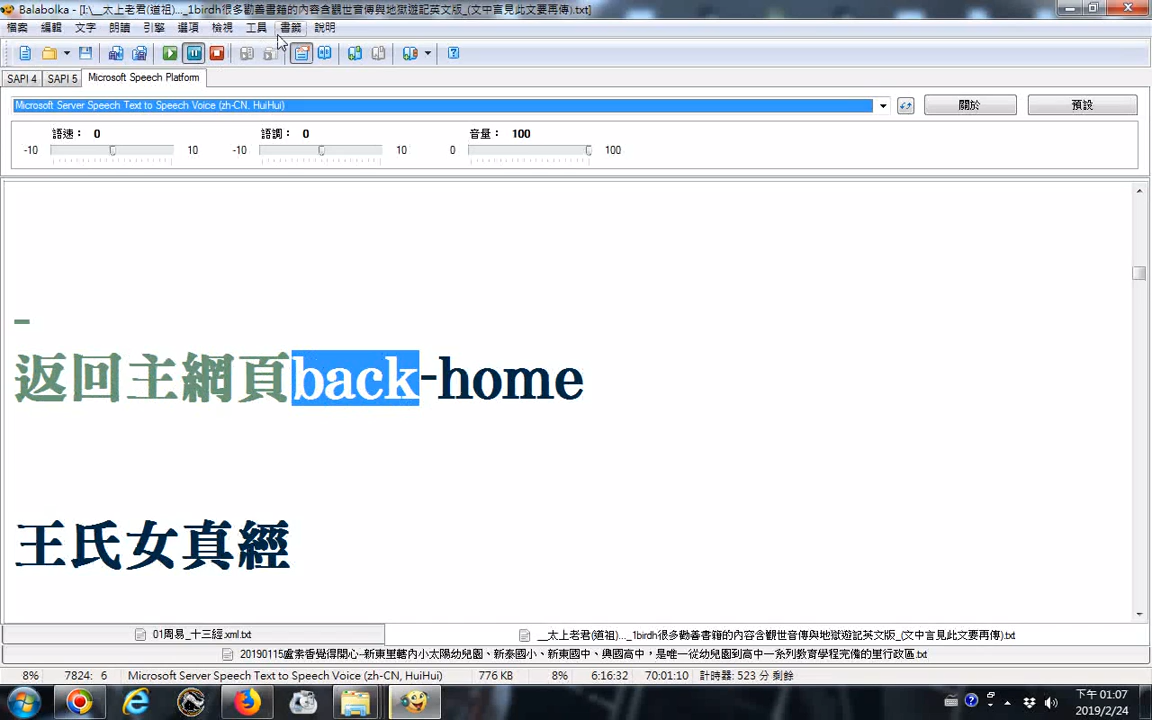 Balabolka - [I:\__太上老君(道祖)..._1birdh很多勸善書籍的內容含觀世音傳與地獄遊記英文版_(文中言見此文要再傳).txt]
檔案 編輯 文字 朗讀 引擎 選項 檢視 工具 書籤 說明
SAPI 4 SAPI 5 Microsoft Speech Platform
Microsoft Server Speech Text to Speech Voice (zh-CN, HuiHui) 關於 預設
語速： 0 語調： 0 音量： 100
-10 10 -10 10 0 100
-
返回主網頁back-home
王氏女真經
01周易_十三經.xml.txt __太上老君(道祖)..._1birdh很多勸善書籍的內容含觀世音傳與地獄遊記英文版_(文中言見此文要再傳).txt
20190115盧素香覺得開心--新東里轄內小太陽幼兒園、新泰國小、新東國中、興國高中，是唯一從幼兒園到高中一系列教育學程完備的里行政區.txt
8% 7824: 6 Microsoft Server Speech Text to Speech Voice (zh-CN, HuiHui) 776 KB 8% 6:16:32 70:01:10 計時器: 523 分 剩餘
下午 01:07
2019/2/24